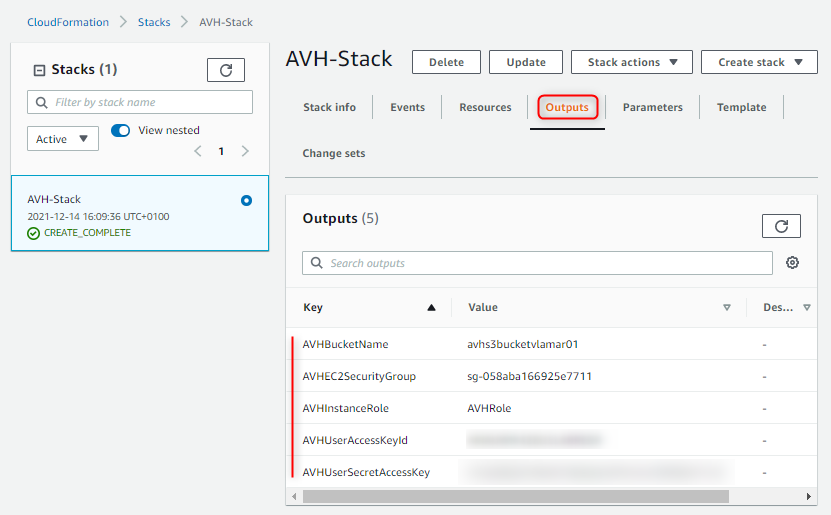 CloudFormation > Stacks > AVH-Stack
Stacks (1)
Filter by stack name
Active
View nested
1
AVH-Stack
2021-12-14 16:09:36 UTC+0100
CREATE_COMPLETE
AVH-Stack
Delete
Update
Stack actions
Create stack
Stack info
Events
Resources
Outputs
Parameters
Template
Change sets
Outputs (5)
Search outputs
Key Value Des...
AVHBucketName avhs3bucketvlamar01 -
AVHEC2SecurityGroup sg-058aba166925e7711 -
AVHInstanceRole AVHRole -
AVHUserAccessKeyId -
AVHUserSecretAccessKey -